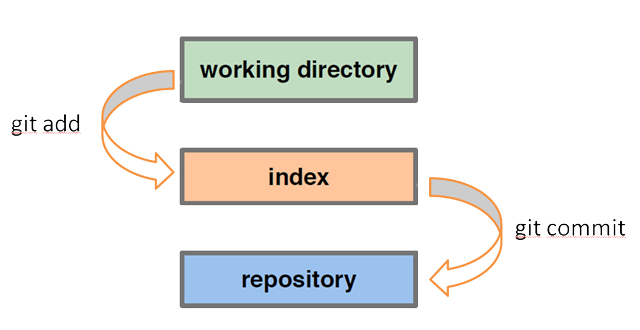 working directory
git add
index
git commit
repository